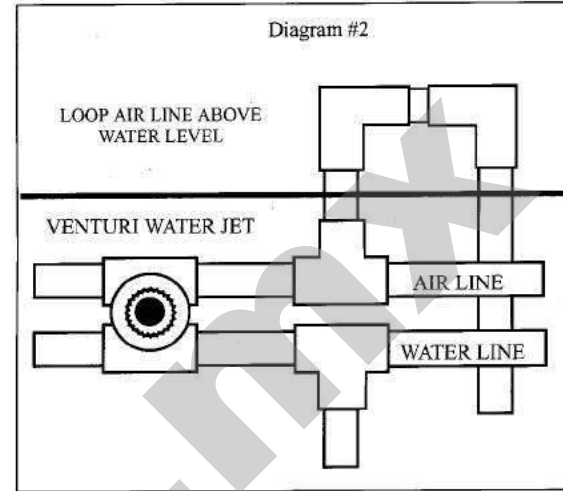 Diagram #2
LOOP AIR LINE ABOVE
WATER LEVEL
VENTURI WATER JET
AIR LINE
WATER LINE